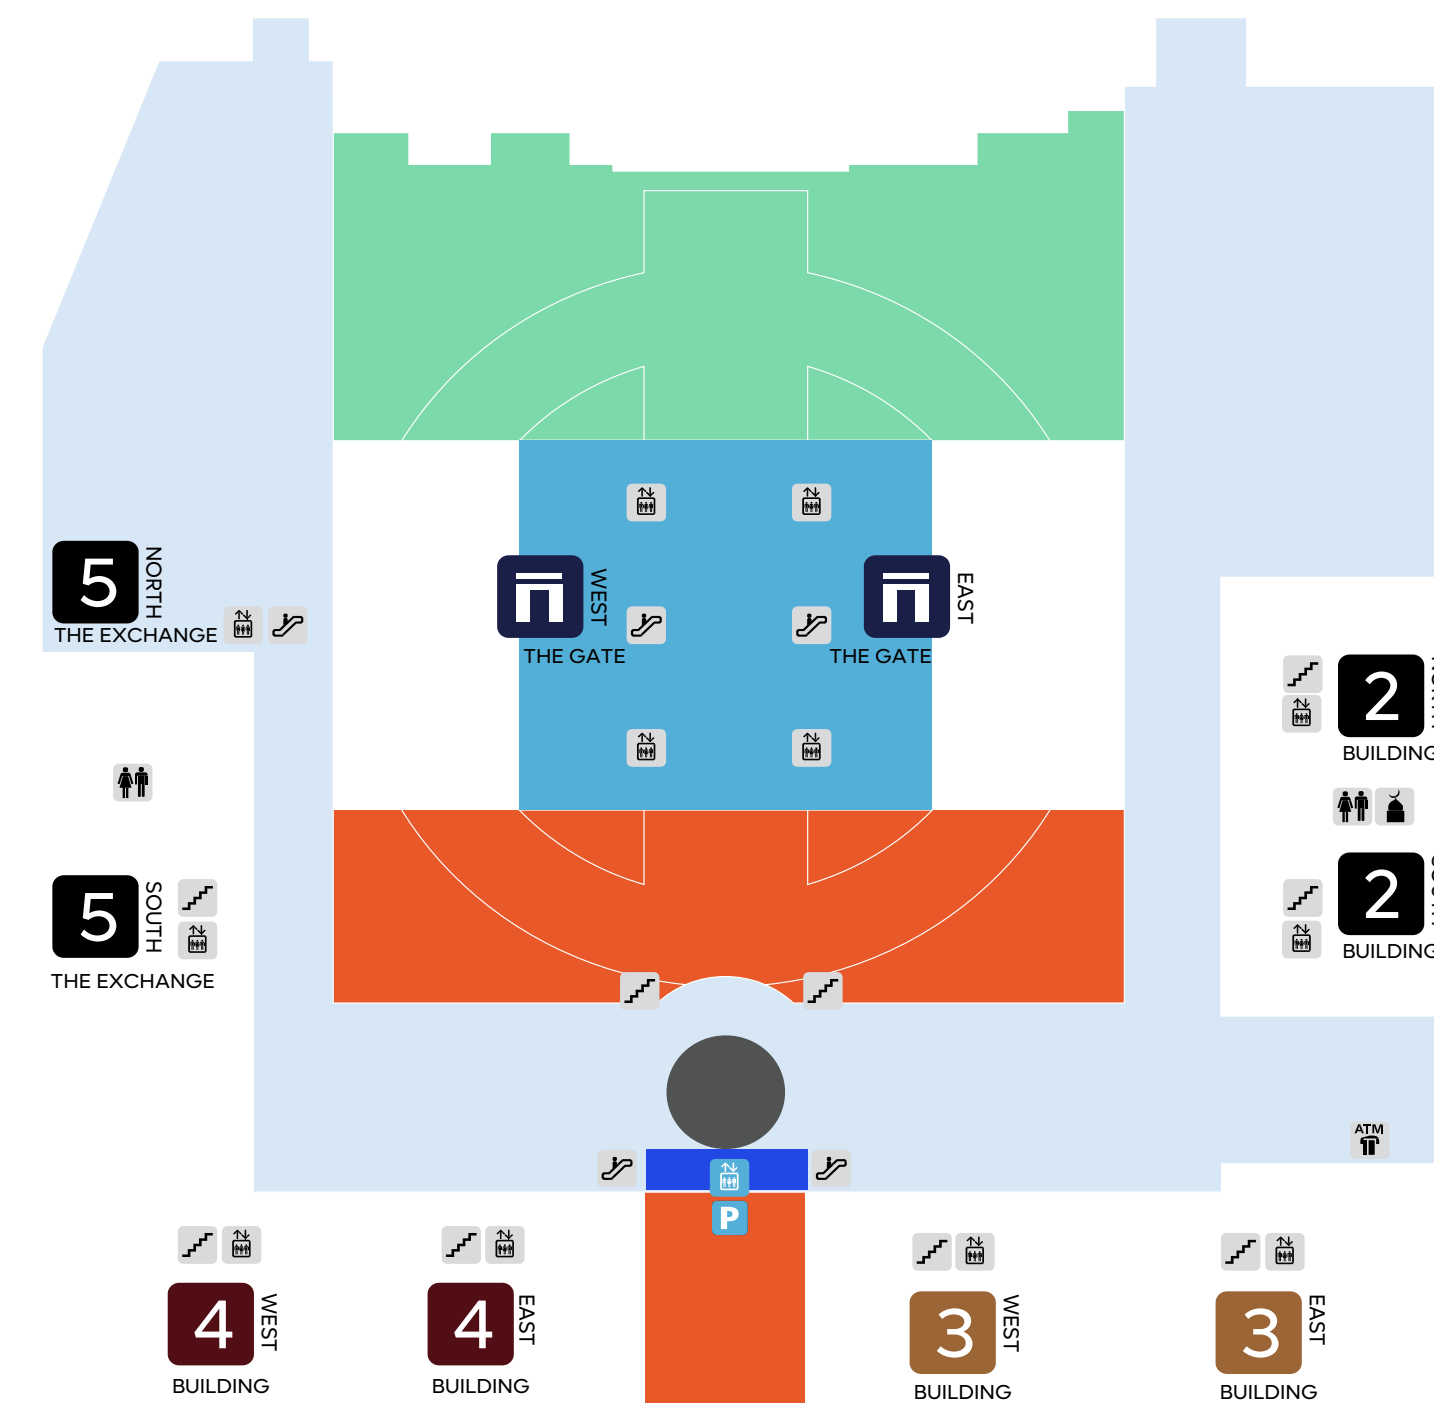 5
NORTH
THE EXCHANGE
WEST
THE GATE
EAST
THE GATE
2
BUILDING
5
SOUTH
THE EXCHANGE
2
BUILDING
ATM
P
4
WEST
BUILDING
4
EAST
BUILDING
3
WEST
BUILDING
3
EAST
BUILDING